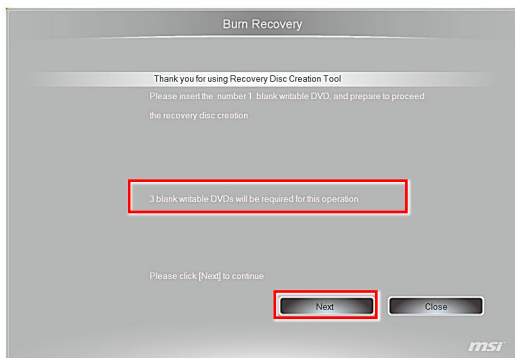 Burn Recovery
Thank you for using Recovery Disc Creation Tool
Please insert the number 1 blank writable DVD, and prepare to proceed
the recovery disc creation
3 blank writable DVDs will be required for this operation
Please click [Next] to continue
Next
Close
msi